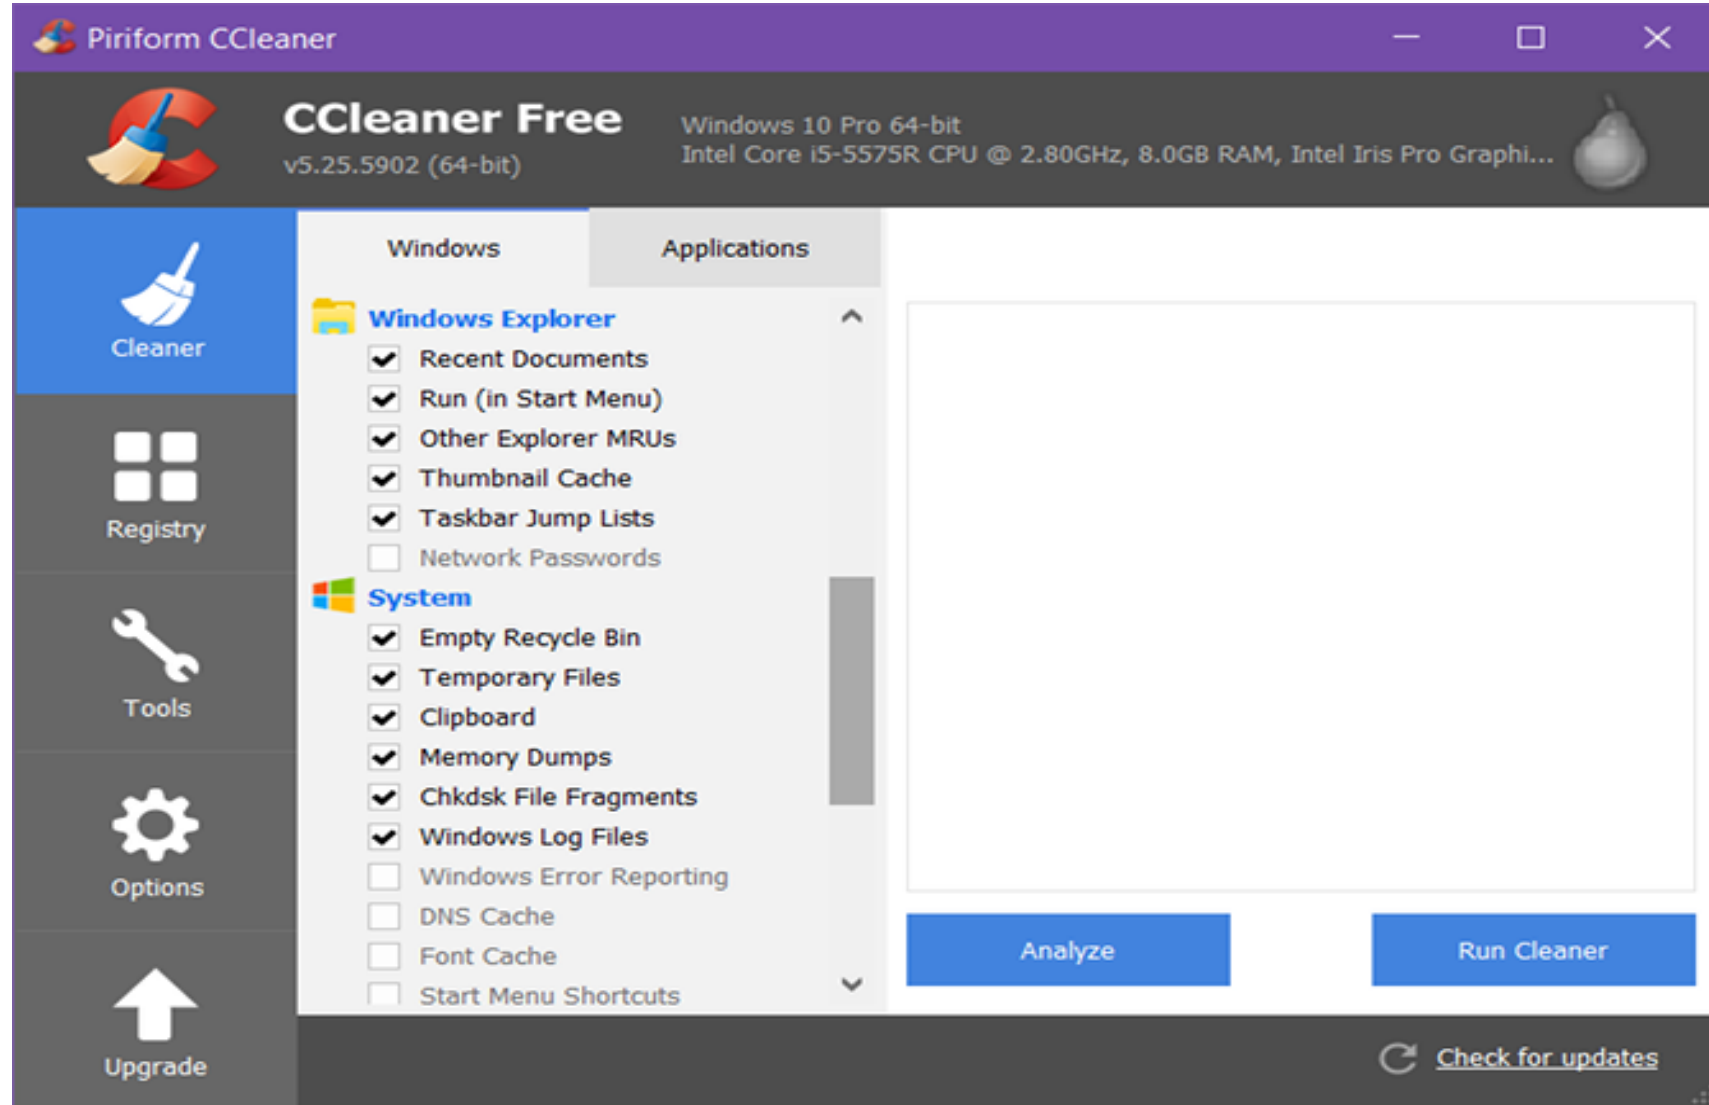 Piriform CCleaner
CCleaner Free
v5.25.5902 (64-bit)
Windows 10 Pro 64-bit
Intel Core i5-5575R CPU @ 2.80GHz, 8.0GB RAM, Intel Iris Pro Graphi...
Cleaner
Registry
Tools
Options
Upgrade
Windows
Applications
Windows Explorer
Recent Documents
Run (in Start Menu)
Other Explorer MRUs
Thumbnail Cache
Taskbar Jump Lists
Network Passwords
System
Empty Recycle Bin
Temporary Files
Clipboard
Memory Dumps
Chkdsk File Fragments
Windows Log Files
Windows Error Reporting
DNS Cache
Font Cache
Start Menu Shortcuts
Analyze
Run Cleaner
Check for updates